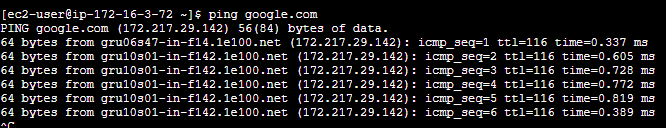 [ec2-user@ip-172-16-3-72 ~]$ ping google.com
PING google.com (172.217.29.142) 56(84) bytes of data.
64 bytes from gru06s47-in-f14.1e100.net (172.217.29.142): icmp_seq=1 ttl=116 time=0.337 ms
64 bytes from gru10s01-in-f142.1e100.net (172.217.29.142): icmp_seq=2 ttl=116 time=0.605 ms
64 bytes from gru10s01-in-f142.1e100.net (172.217.29.142): icmp_seq=3 ttl=116 time=0.728 ms
64 bytes from gru10s01-in-f142.1e100.net (172.217.29.142): icmp_seq=4 ttl=116 time=0.772 ms
64 bytes from gru10s01-in-f142.1e100.net (172.217.29.142): icmp_seq=5 ttl=116 time=0.819 ms
64 bytes from gru10s01-in-f142.1e100.net (172.217.29.142): icmp_seq=6 ttl=116 time=0.389 ms
^C